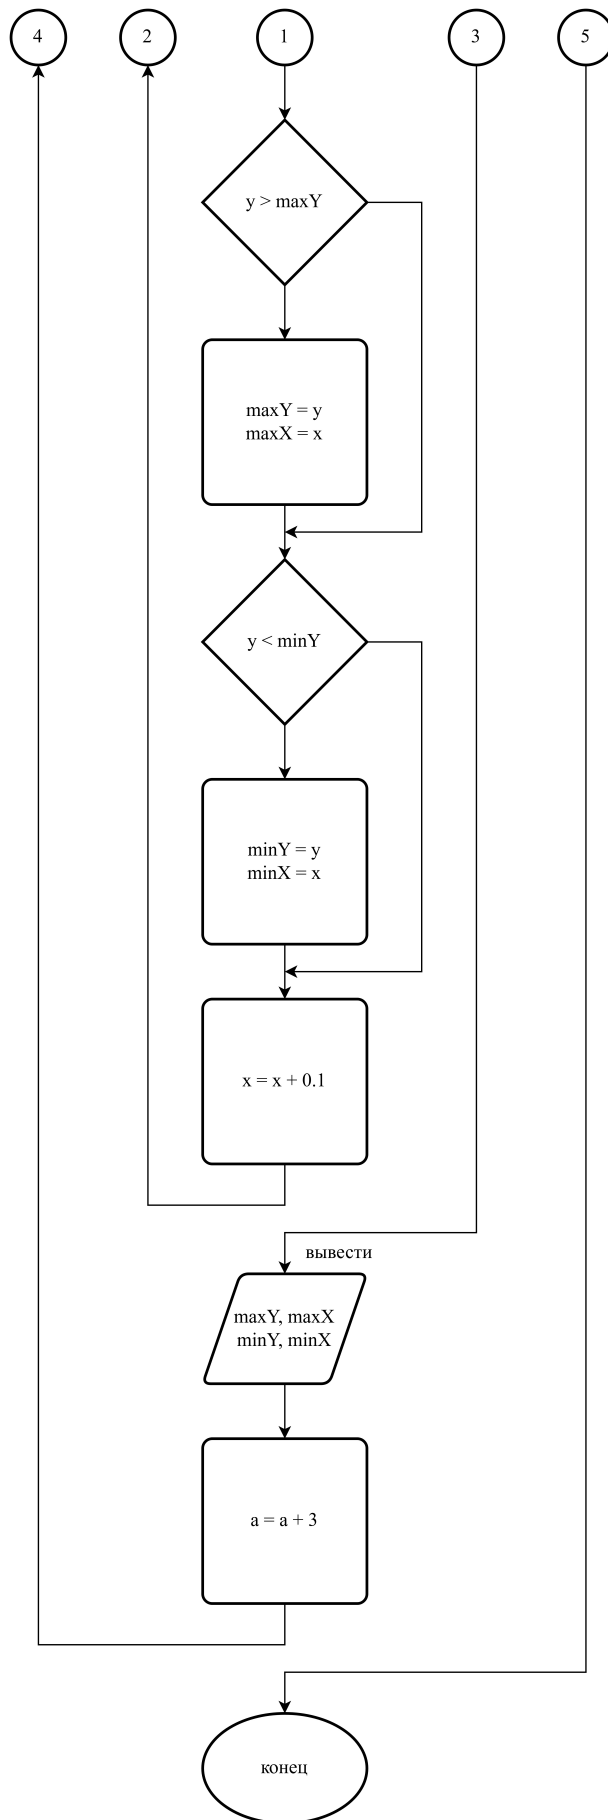 4
2
1
3
5
y > maxY
maxY = y
maxX = x
y < minY
minY = y
minX = x
x = x + 0.1
вывести
maxY, maxX
minY, minX
a = a + 3
конец